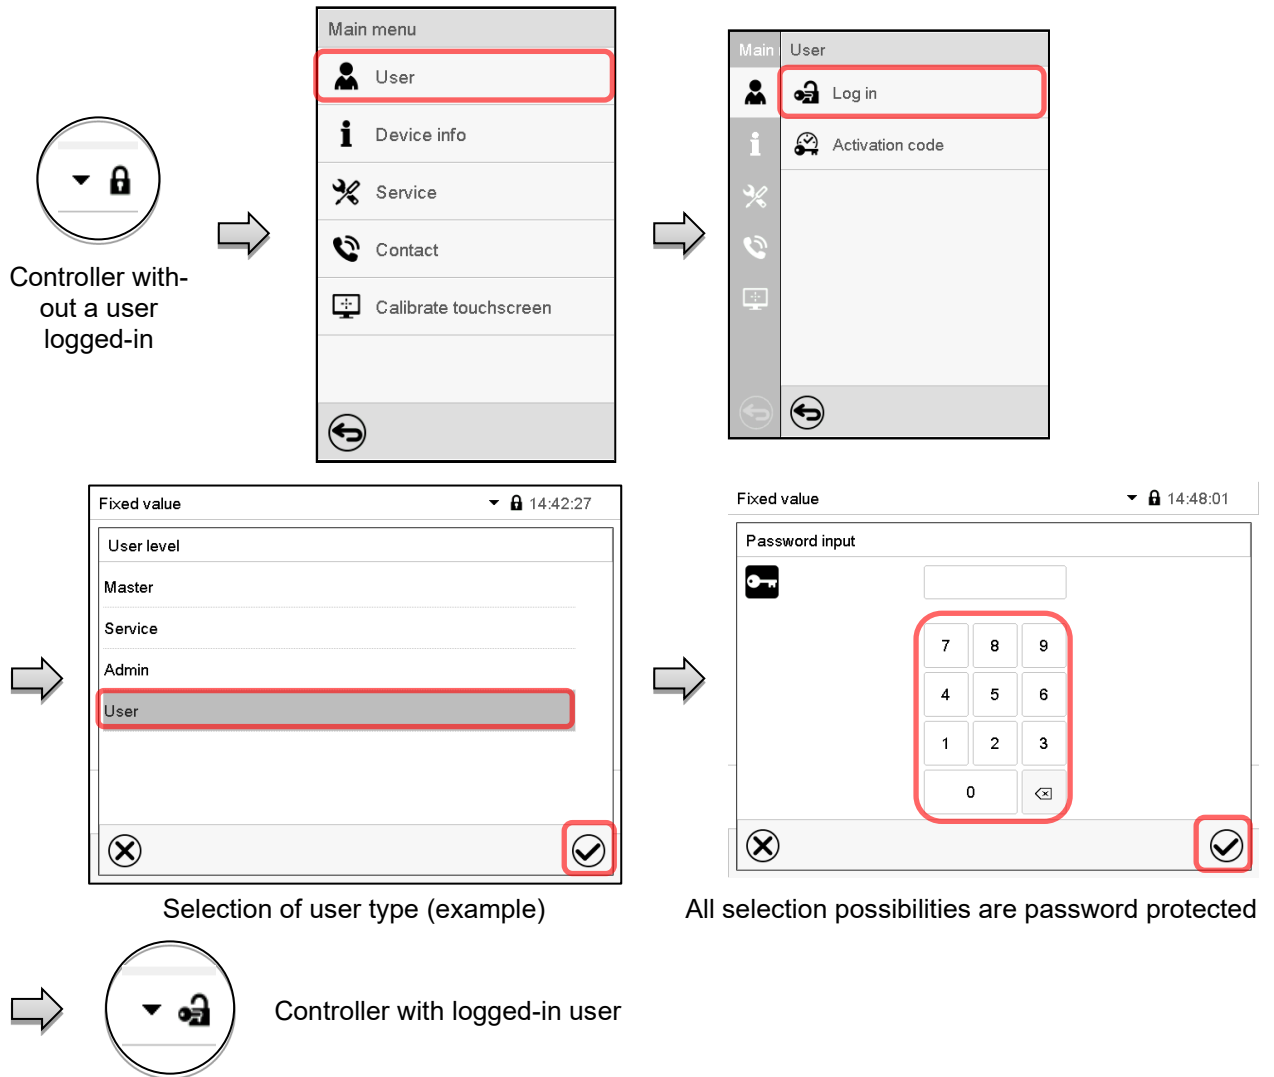 Main menu
User
Device info
Service
Contact
Calibrate touchscreen
Main
User
Log in
Activation code
Controller with-
out a user
logged-in
Fixed value
14:42:27
User level
Master
Service
Admin
User
Selection of user type (example)
Fixed value
14:48:01
Password input
7 8 9
4 5 6
1 2 3
0
All selection possibilities are password protected
Controller with logged-in user